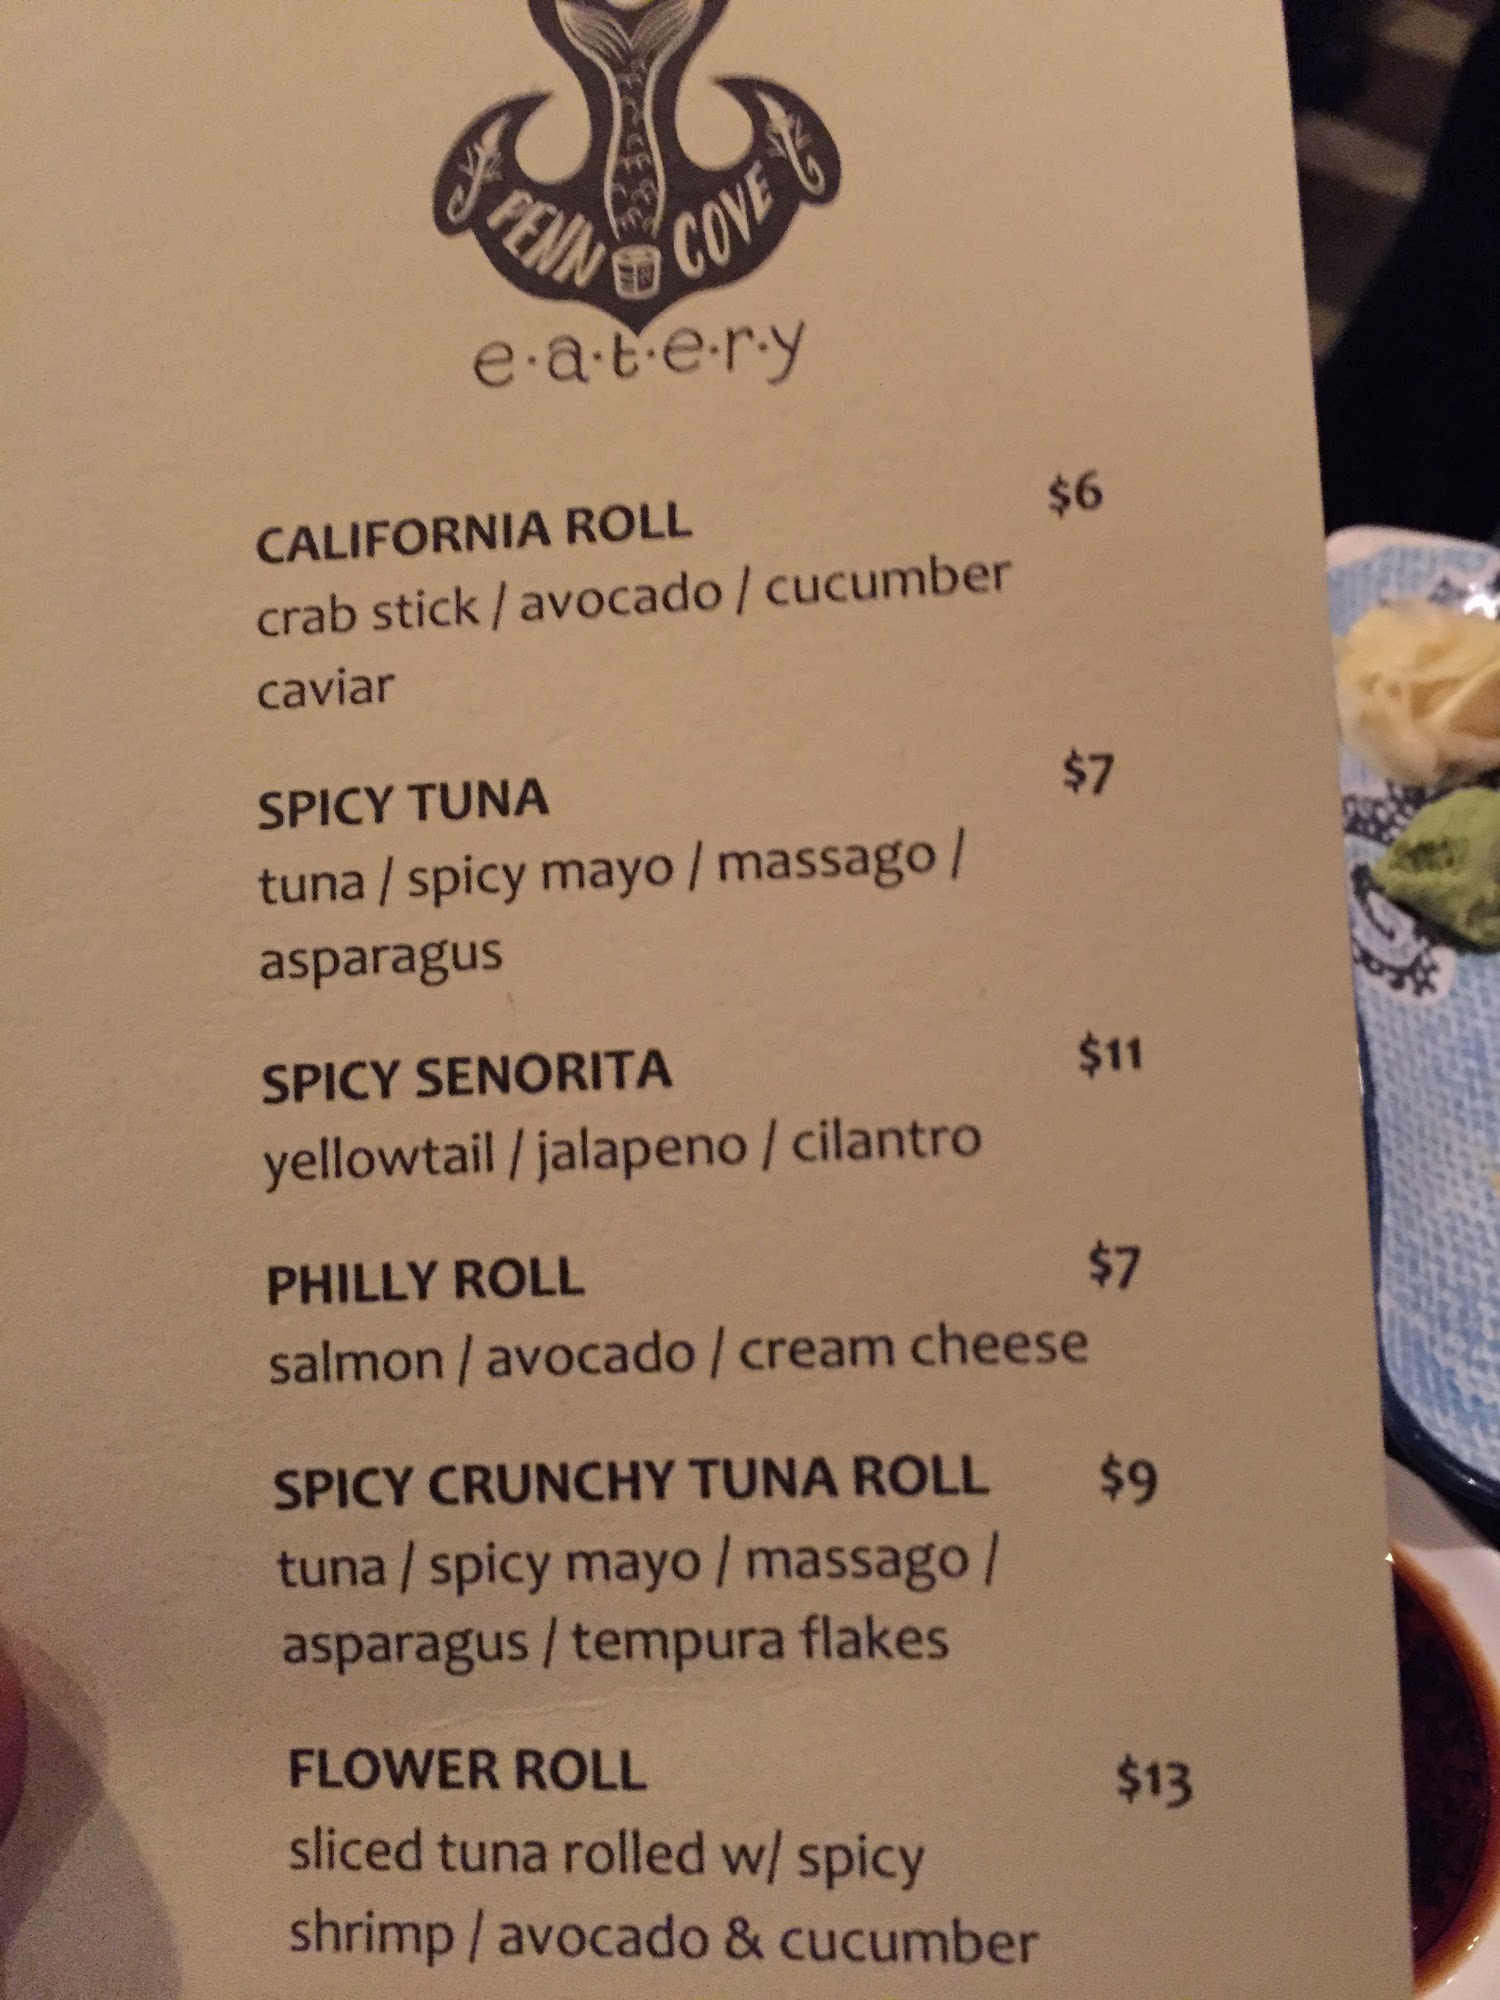 PENN COVE
e·a·t·e·r·y
CALIFORNIA ROLL $6
crab stick / avocado / cucumber
caviar
SPICY TUNA $7
tuna / spicy mayo / massago /
asparagus
SPICY SENORITA $11
yellowtail / jalapeno / cilantro
PHILLY ROLL $7
salmon / avocado / cream cheese
SPICY CRUNCHY TUNA ROLL $9
tuna / spicy mayo / massago /
asparagus / tempura flakes
FLOWER ROLL $13
sliced tuna rolled w/ spicy
shrimp / avocado & cucumber